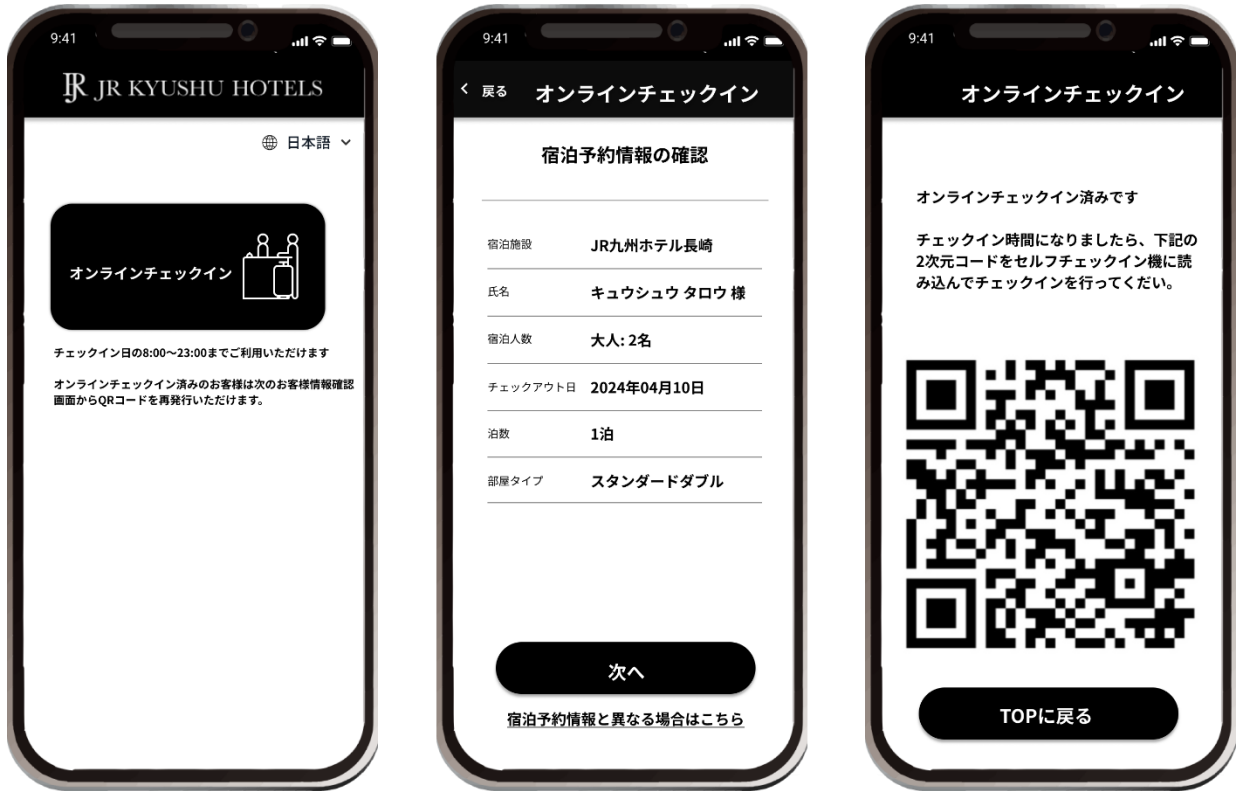 9:41
JR JR KYUSHU HOTELS
日本語
オンラインチェックイン
チェックイン日の8:00～23:00までご利用いただけます
オンラインチェックイン済みのお客様は次のお客様情報確認
画面からQRコードを再発行いただけます。
9:41
戻る オンラインチェックイン
宿泊予約情報の確認
宿泊施設 JR九州ホテル長崎
氏名 キュウシュウ タロウ 様
宿泊人数 大人: 2名
チェックアウト日 2024年04月10日
泊数 1泊
部屋タイプ スタンダードダブル
次へ
宿泊予約情報と異なる場合はこちら
9:41
オンラインチェックイン
オンラインチェックイン済みです
チェックイン時間になりましたら、下記の
2次元コードをセルフチェックイン機に読
み込んでチェックインを行ってくだい。
TOPに戻る